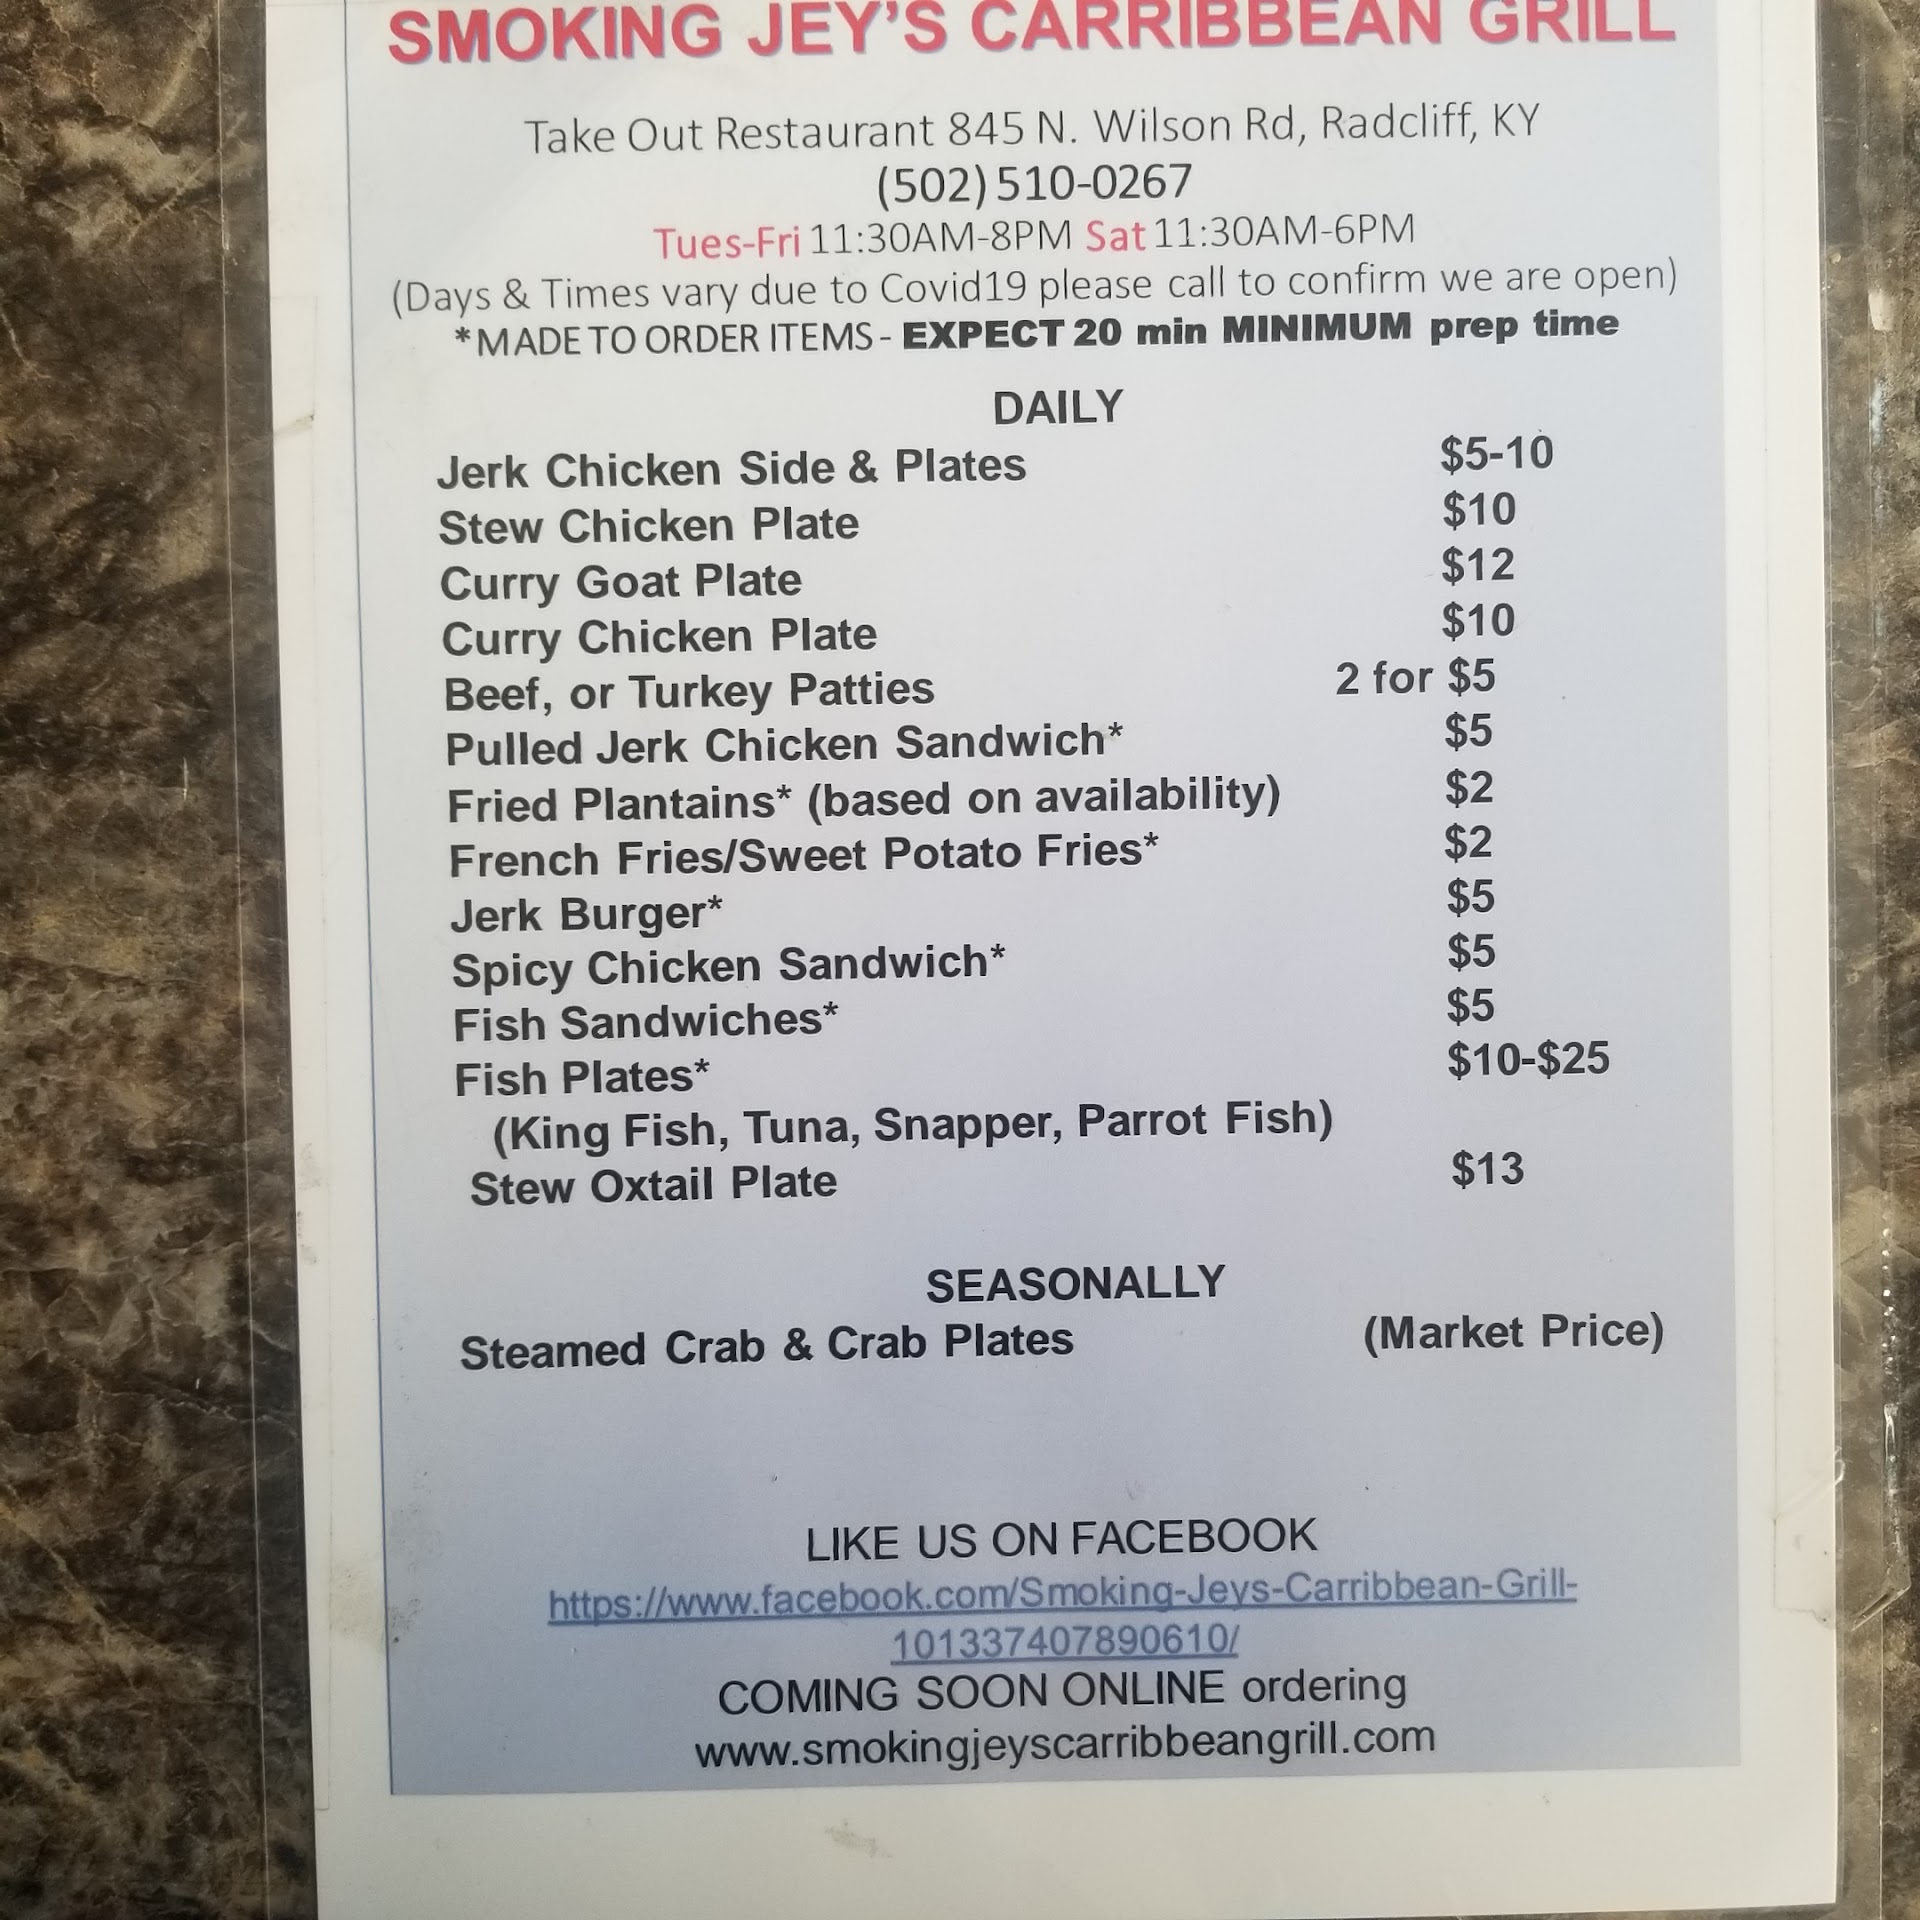 SMOKING JEY'S CARRIBBEAN GRILL
Take Out Restaurant 845 N. Wilson Rd, Radcliff, KY
(502) 510-0267
Tues-Fri 11:30AM-8PM Sat 11:30AM-6PM
(Days & Times vary due to Covid19 please call to confirm we are open)
*MADE TO ORDER ITEMS - EXPECT 20 min MINIMUM prep time
DAILY
Jerk Chicken Side & Plates $5-10
Stew Chicken Plate $10
Curry Goat Plate $12
Curry Chicken Plate $10
Beef, or Turkey Patties 2 for $5
Pulled Jerk Chicken Sandwich* $5
Fried Plantains* (based on availability) $2
French Fries/Sweet Potato Fries* $2
Jerk Burger* $5
Spicy Chicken Sandwich* $5
Fish Sandwiches* $5
Fish Plates* $10-$25
(King Fish, Tuna, Snapper, Parrot Fish)
Stew Oxtail Plate $13
SEASONALLY
Steamed Crab & Crab Plates (Market Price)
LIKE US ON FACEBOOK
https://www.facebook.com/Smoking-Jeys-Carribbean-Grill-
101337407890610/
COMING SOON ONLINE ordering
www.smokingjeyscarribbeangrill.com